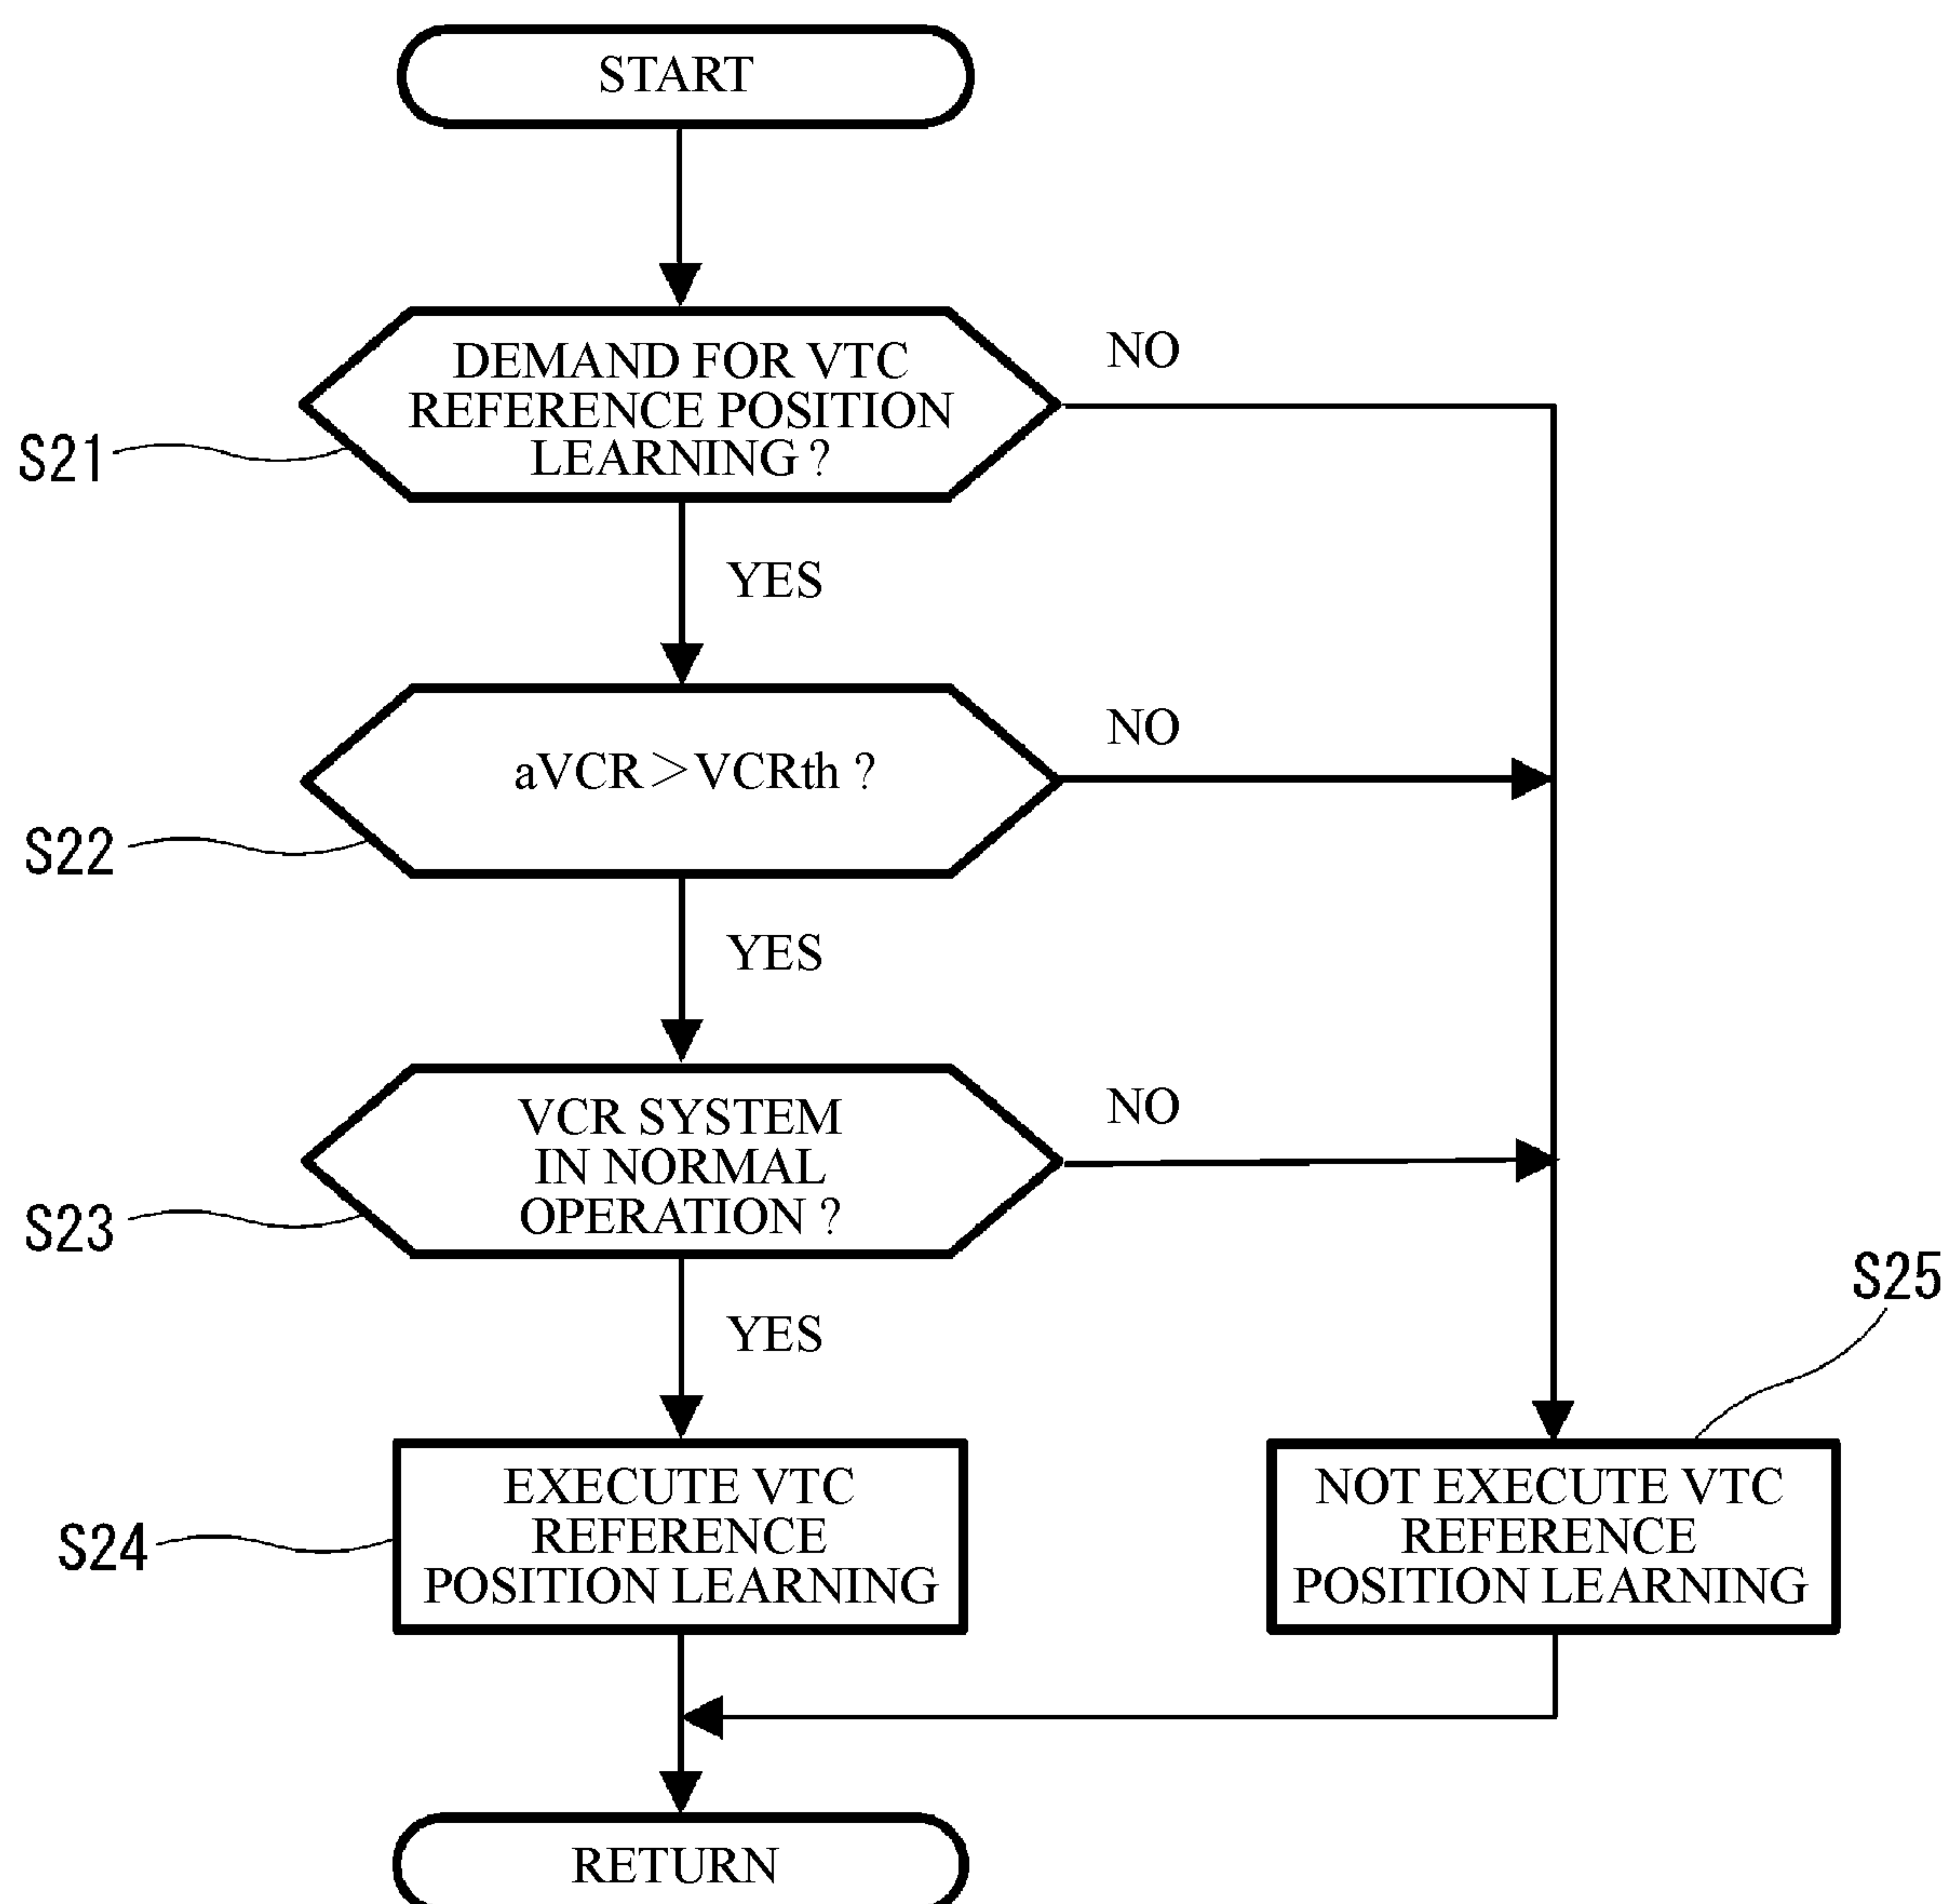 START
DEMAND FOR VTC
REFERENCE POSITION
LEARNING ?
NO
S21
YES
aVCR＞VCRth ?
NO
S22
YES
VCR SYSTEM
IN NORMAL
OPERATION ?
NO
S23
YES
S25
EXECUTE VTC
REFERENCE
POSITION LEARNING
S24
NOT EXECUTE VTC
REFERENCE
POSITION LEARNING
RETURN